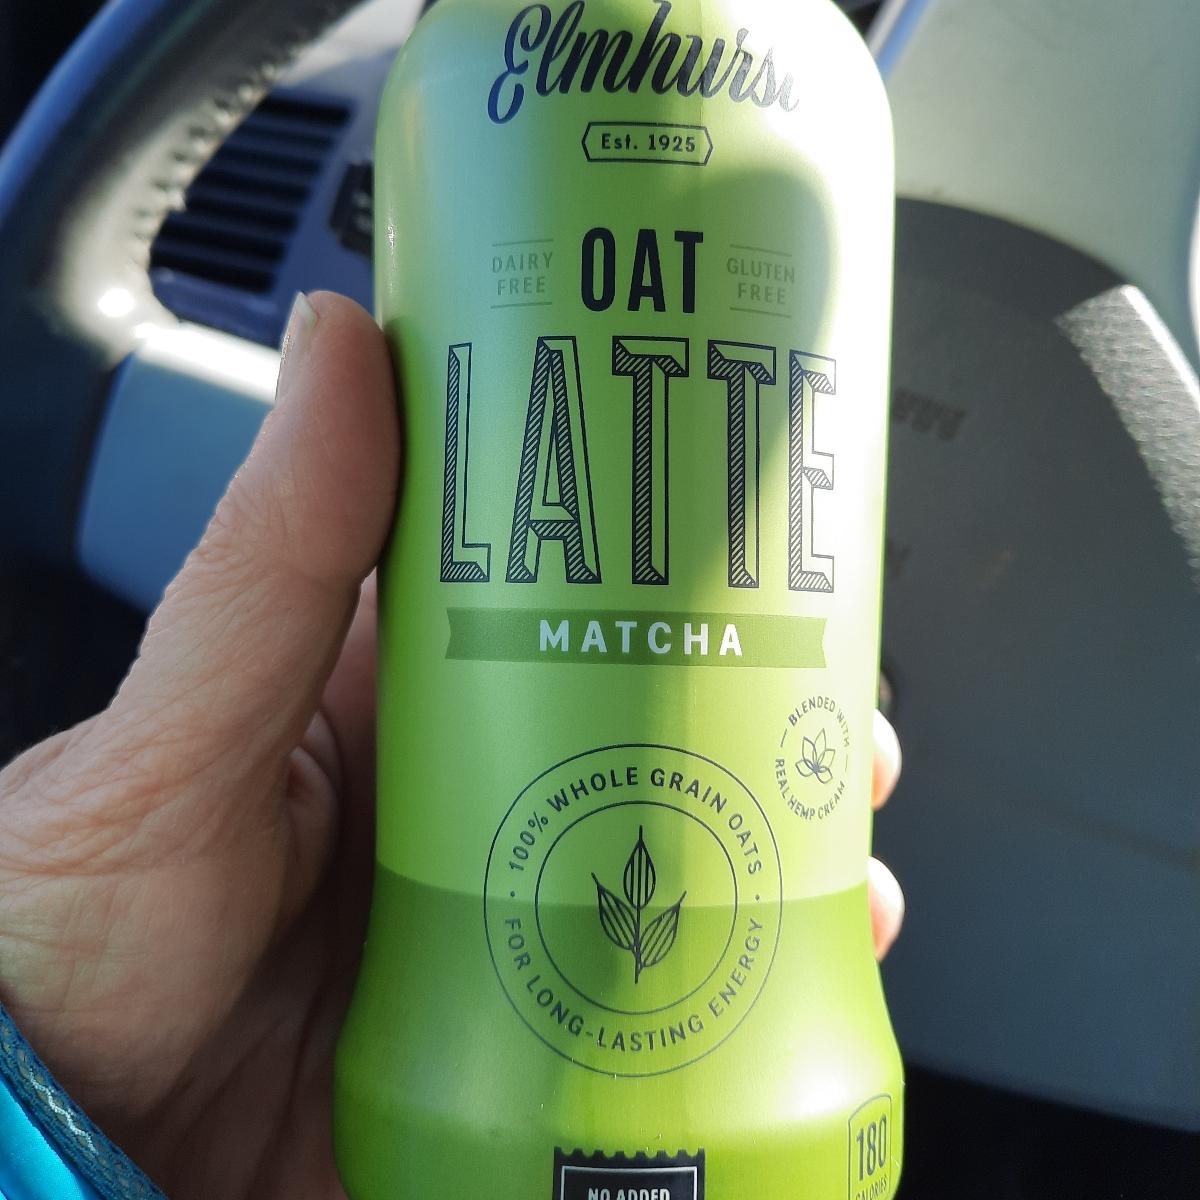 Elmhurst
Est. 1925
DAIRY
FREE
OAT
GLUTEN
FREE
LATTE
MATCHA
BLENDED WITH
REAL HEMP CREAM
100% WHOLE GRAIN OATS
FOR LONG-LASTING ENERGY
180
CALORIES
NO ADDED